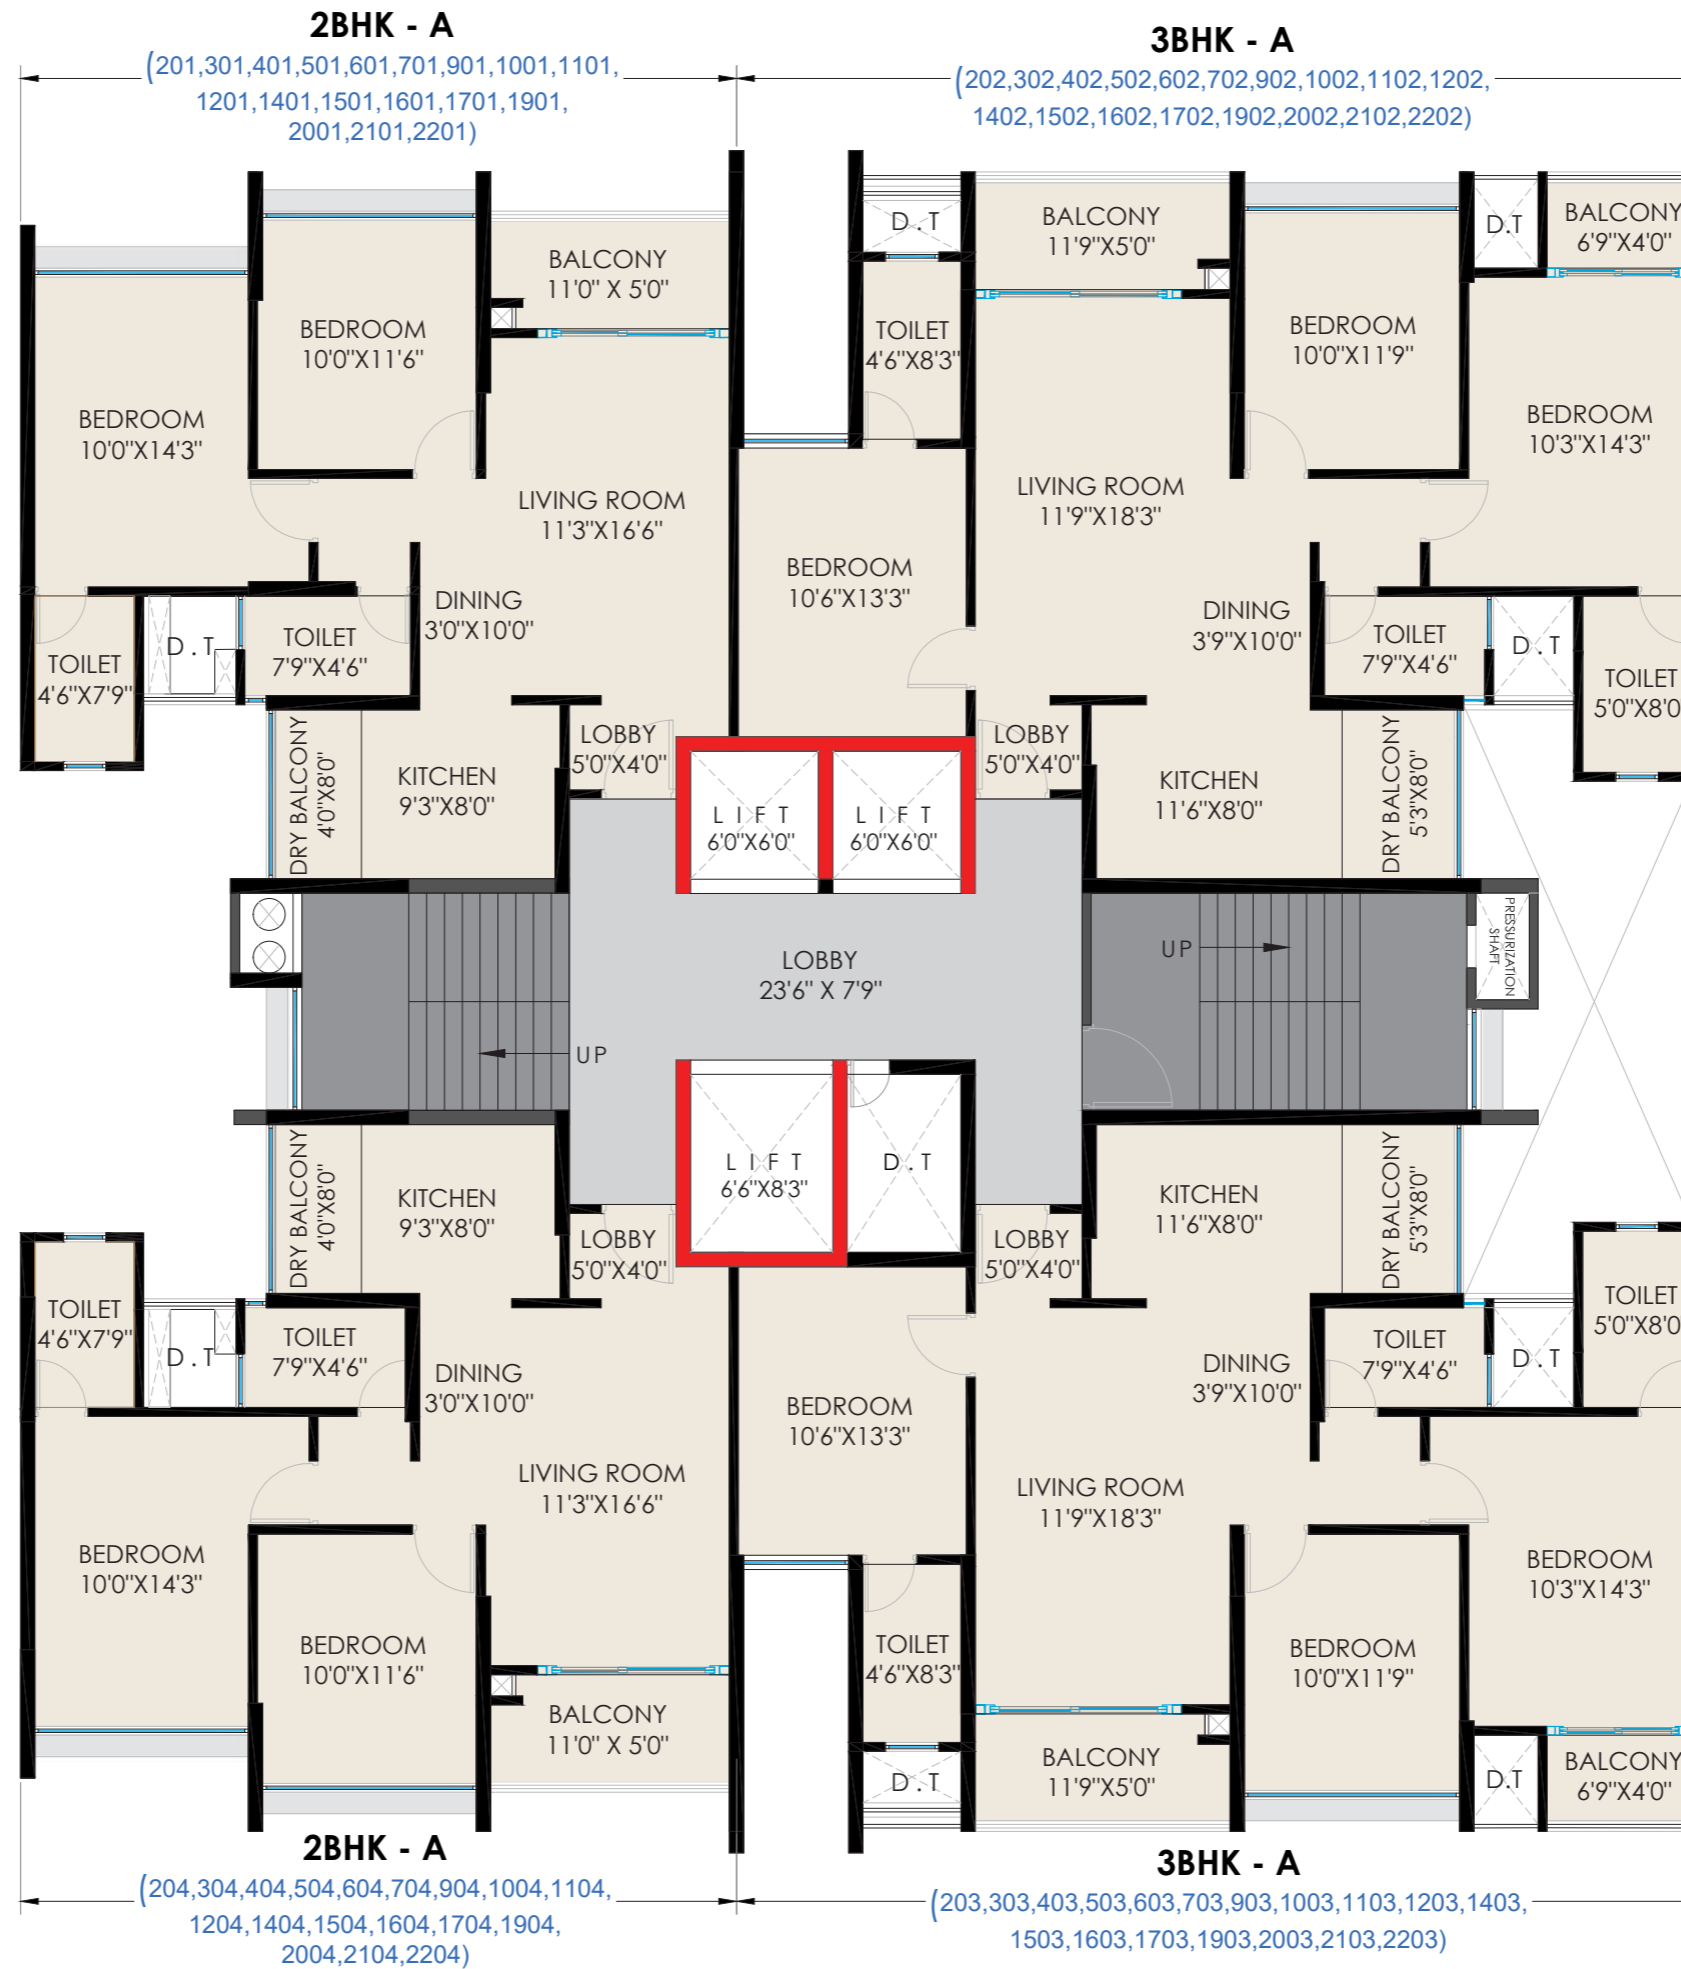 2BHK - A
(201,301,401,501,601,701,901,1001,1101,
1201,1401,1501,1601,1701,1901,
2001,2101,2201)
3BHK - A
(202,302,402,502,602,702,902,1002,1102,1202,
1402,1502,1602,1702,1902,2002,2102,2202)
BEDROOM
10'0"X14'3"
BEDROOM
10'0"X11'6"
BALCONY
11'0" X 5'0"
LIVING ROOM
11'3"X16'6"
DINING
3'0"X10'0"
TOILET
4'6"X7'9"
D.T
TOILET
7'9"X4'6"
DRY BALCONY
4'0"X8'0"
KITCHEN
9'3"X8'0"
LOBBY
5'0"X4'0"
D.T
TOILET
4'6"X8'3"
BALCONY
11'9"X5'0"
BEDROOM
10'0"X11'9"
D.T
BALCONY
6'9"X4'0"
BEDROOM
10'3"X14'3"
LIVING ROOM
11'9"X18'3"
BEDROOM
10'6"X13'3"
DINING
3'9"X10'0"
TOILET
7'9"X4'6"
D.T
TOILET
5'0"X8'0
LOBBY
5'0"X4'0"
KITCHEN
11'6"X8'0"
DRY BALCONY
5'3"X8'0"
LIFT
6'0"X6'0"
LIFT
6'0"X6'0"
LOBBY
23'6" X 7'9"
UP
UP
PRESSURIZATION
SHAFT
LIFT
6'6"X8'3"
D.T
DRY BALCONY
4'0"X8'0"
KITCHEN
9'3"X8'0"
LOBBY
5'0"X4'0"
TOILET
4'6"X7'9"
D.T
TOILET
7'9"X4'6"
DINING
3'0"X10'0"
LIVING ROOM
11'3"X16'6"
BEDROOM
10'0"X14'3"
BEDROOM
10'0"X11'6"
BALCONY
11'0" X 5'0"
LOBBY
5'0"X4'0"
KITCHEN
11'6"X8'0"
DRY BALCONY
5'3"X8'0"
DINING
3'9"X10'0"
TOILET
7'9"X4'6"
D.T
TOILET
5'0"X8'0
BEDROOM
10'6"X13'3"
LIVING ROOM
11'9"X18'3"
BEDROOM
10'3"X14'3"
TOILET
4'6"X8'3"
BEDROOM
10'0"X11'9"
D.T
BALCONY
11'9"X5'0"
D.T
BALCONY
6'9"X4'0"
2BHK - A
(204,304,404,504,604,704,904,1004,1104,
1204,1404,1504,1604,1704,1904,
2004,2104,2204)
3BHK - A
(203,303,403,503,603,703,903,1003,1103,1203,1403,
1503,1603,1703,1903,2003,2103,2203)